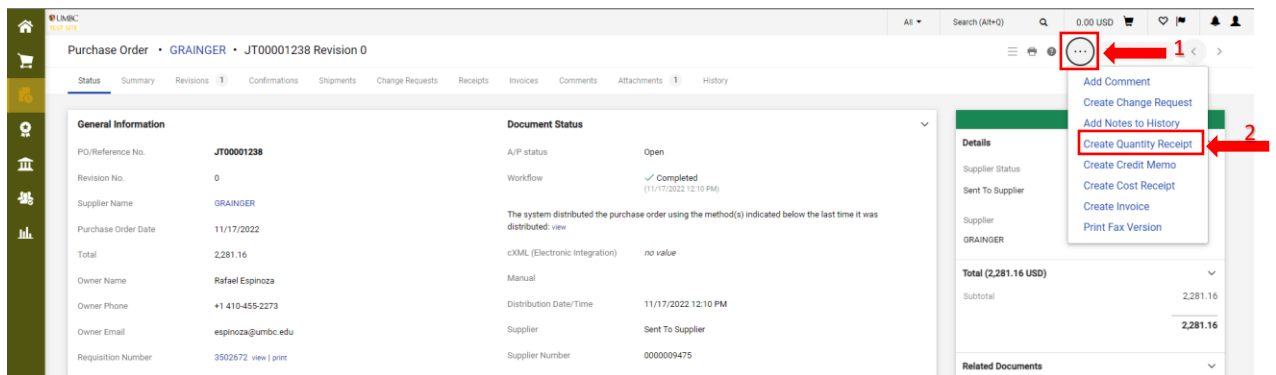 UMBC
TEST SITE
All
Search (Alt+Q)
0.00 USD
Purchase Order • GRAINGER • JT00001238 Revision 0
1
Status Summary Revisions 1 Confirmations Shipments Change Requests Receipts Invoices Comments Attachments 1 History
Add Comment
Create Change Request
Add Notes to History
Create Quantity Receipt
2
Create Credit Memo
Create Cost Receipt
Create Invoice
Print Fax Version
General Information
PO/Reference No. JT00001238
Revision No. 0
Supplier Name GRAINGER
Purchase Order Date 11/17/2022
Total 2,281.16
Owner Name Rafael Espinoza
Owner Phone +1 410-455-2273
Owner Email espinoza@umbc.edu
Requisition Number 3502672 view | print
Document Status
A/P status Open
Workflow Completed
(11/17/2022 12:10 PM)
The system distributed the purchase order using the method(s) indicated below the last time it was
distributed: view
cXML (Electronic Integration) no value
Manual
Distribution Date/Time 11/17/2022 12:10 PM
Supplier Sent To Supplier
Supplier Number 0000009475
Details
Supplier Status
Sent To Supplier
Supplier
GRAINGER
Total (2,281.16 USD)
Subtotal 2,281.16
2,281.16
Related Documents